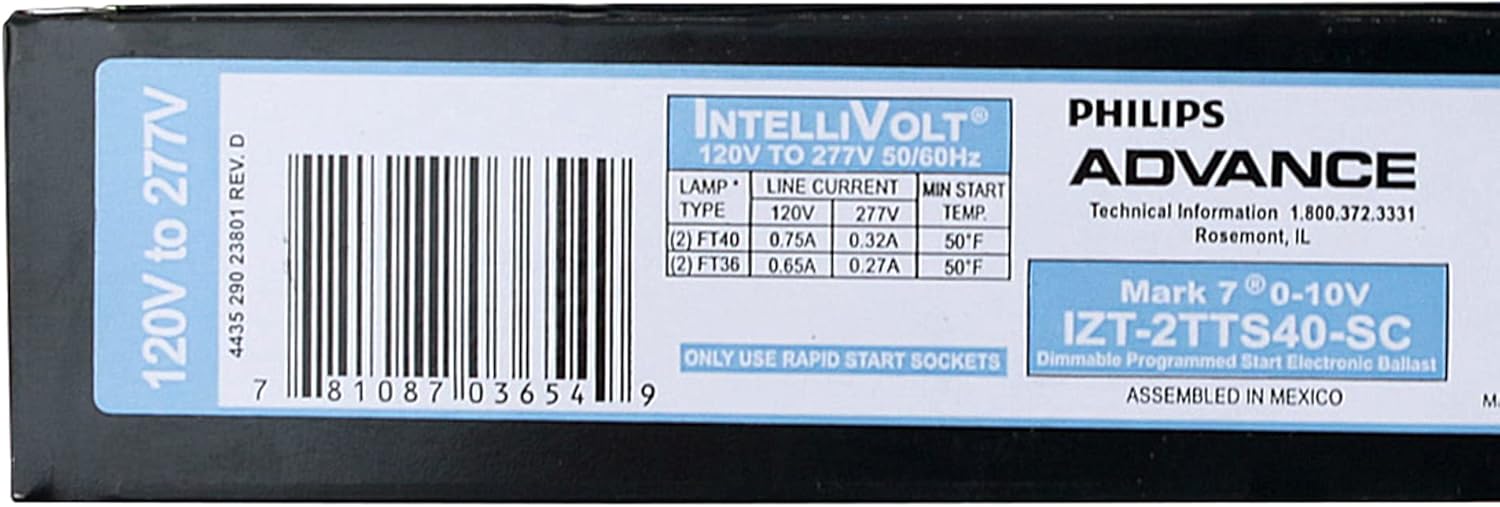 120V to 277V
4435 290 23801 REV. D
7 81087 03654 9
INTELLIVOLT®
120V TO 277V 50/60Hz
LAMP * TYPE LINE CURRENT MIN START TEMP.
120V 277V
(2) FT40 0.75A 0.32A 50°F
(2) FT36 0.65A 0.27A 50°F
ONLY USE RAPID START SOCKETS
PHILIPS
ADVANCE
Technical Information 1.800.372.3331
Rosemont, IL
Mark 7 ® 0-10V
IZT-2TTS40-SC
Dimmable Programmed Start Electronic Ballast
ASSEMBLED IN MEXICO